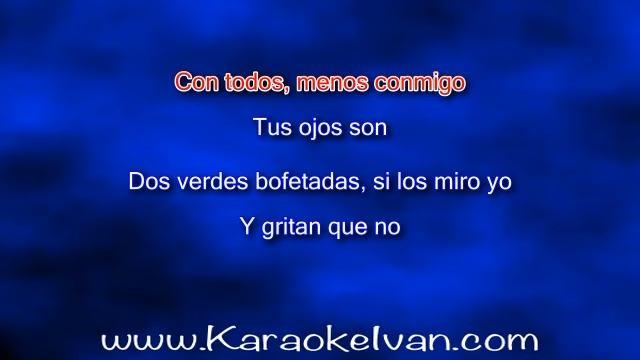 Con todos, menos conmigo
Tus ojos son
Dos verdes bofetadas, si los miro yo
Y gritan que no
www.KaraokeIvan.com